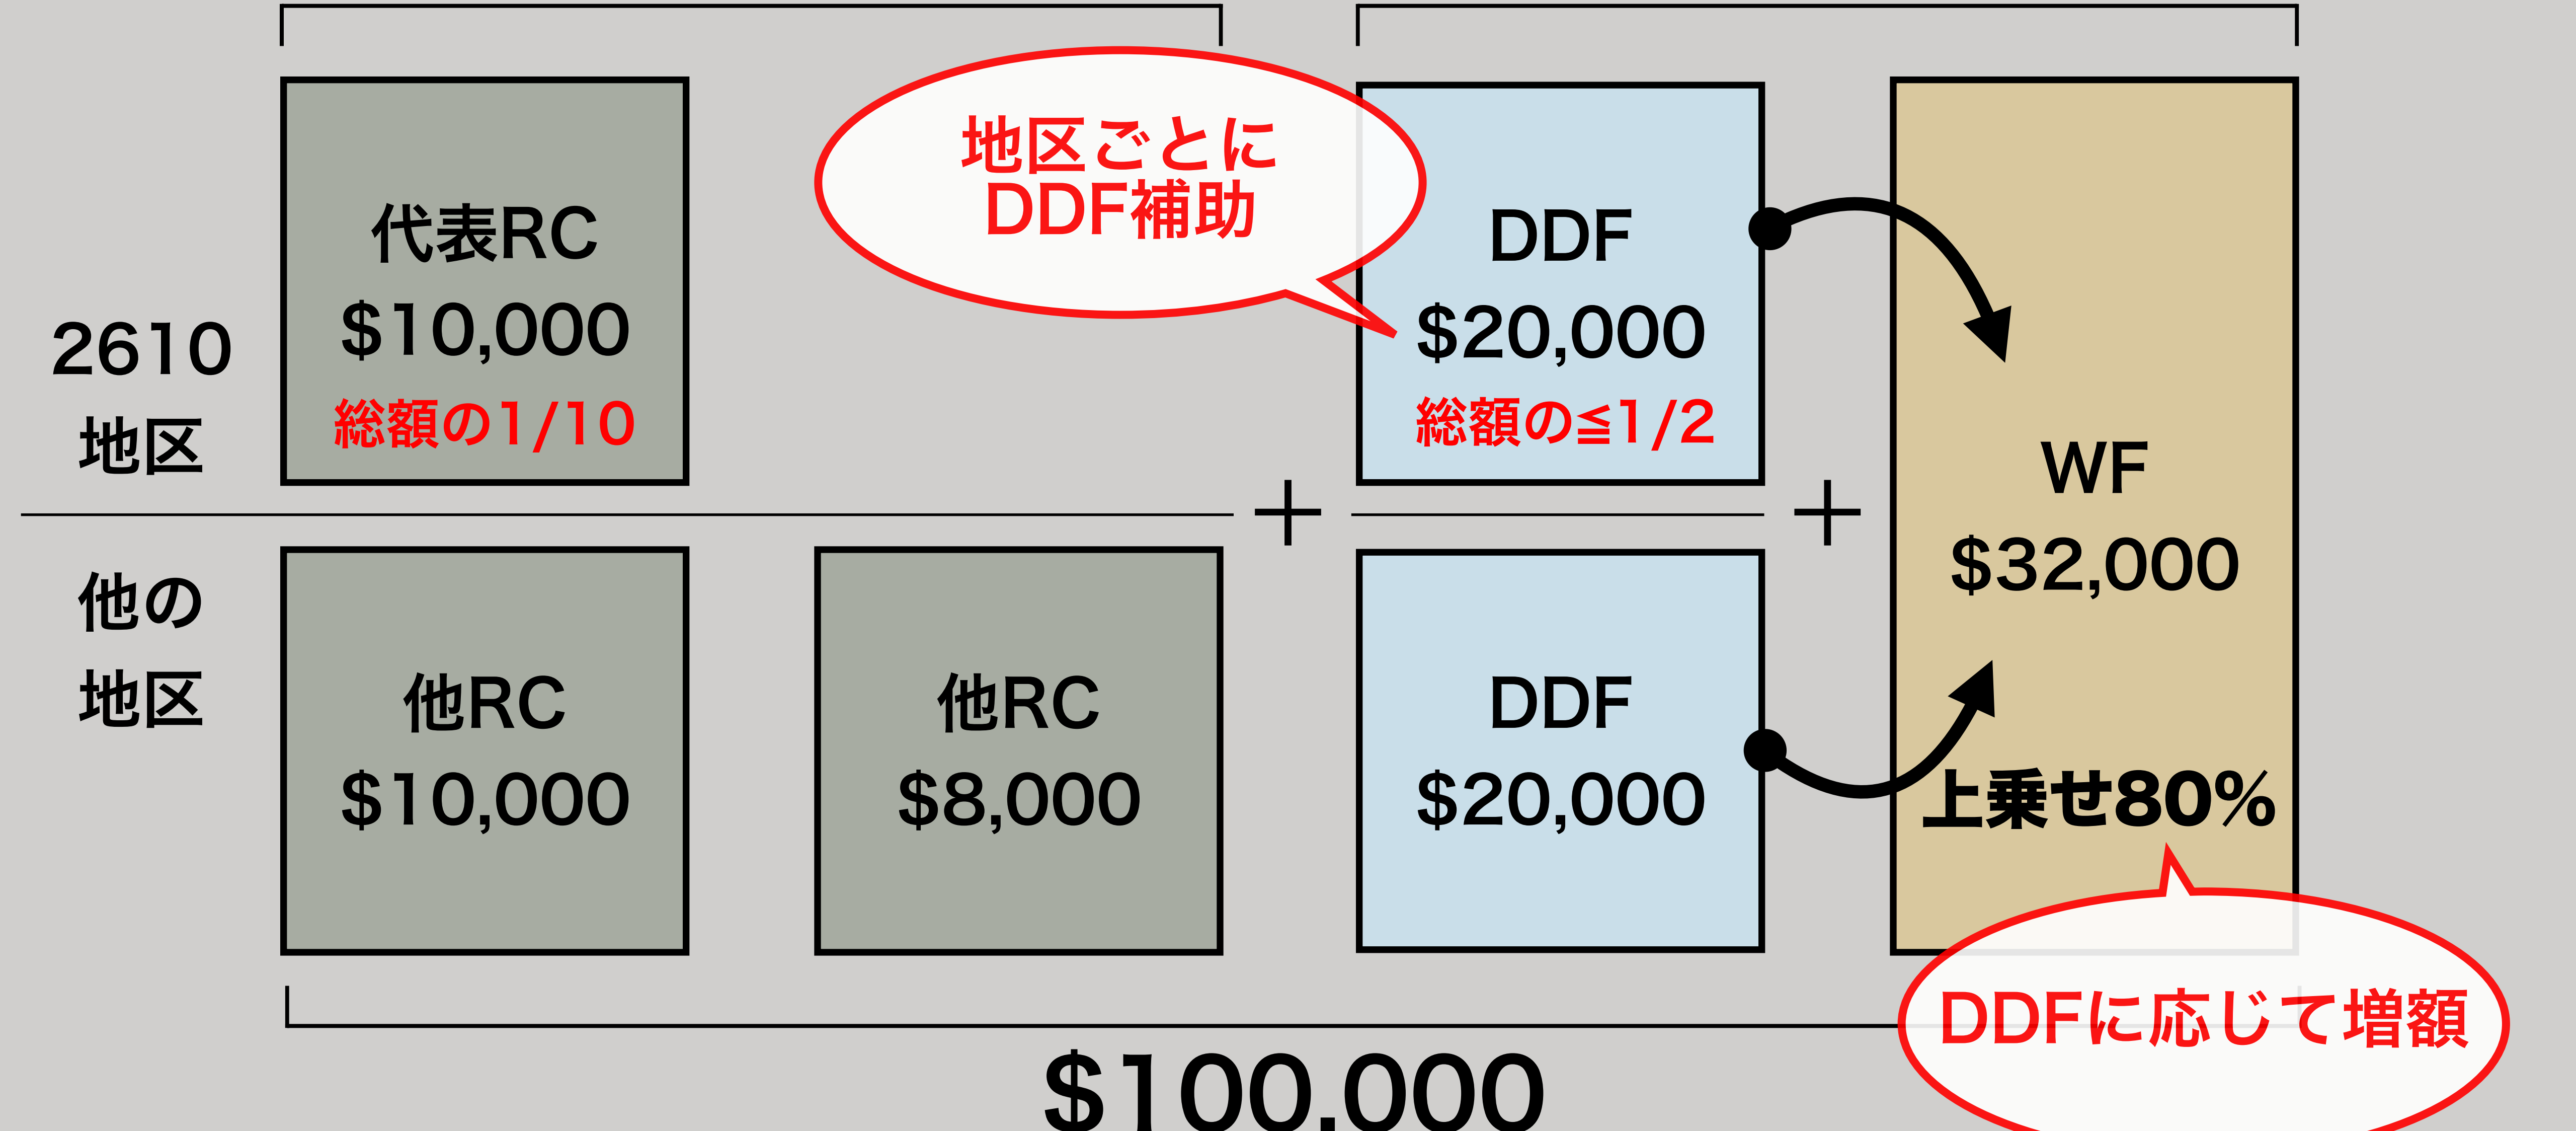 地区ごとに
DDF補助
2610
地区
代表RC
$10,000
総額の1/10
DDF
$20,000
総額の≦1/2
+
+
WF
$32,000
上乗せ80%
他の
地区
他RC
$10,000
他RC
$8,000
DDF
$20,000
DDFに応じて増額
$100,000